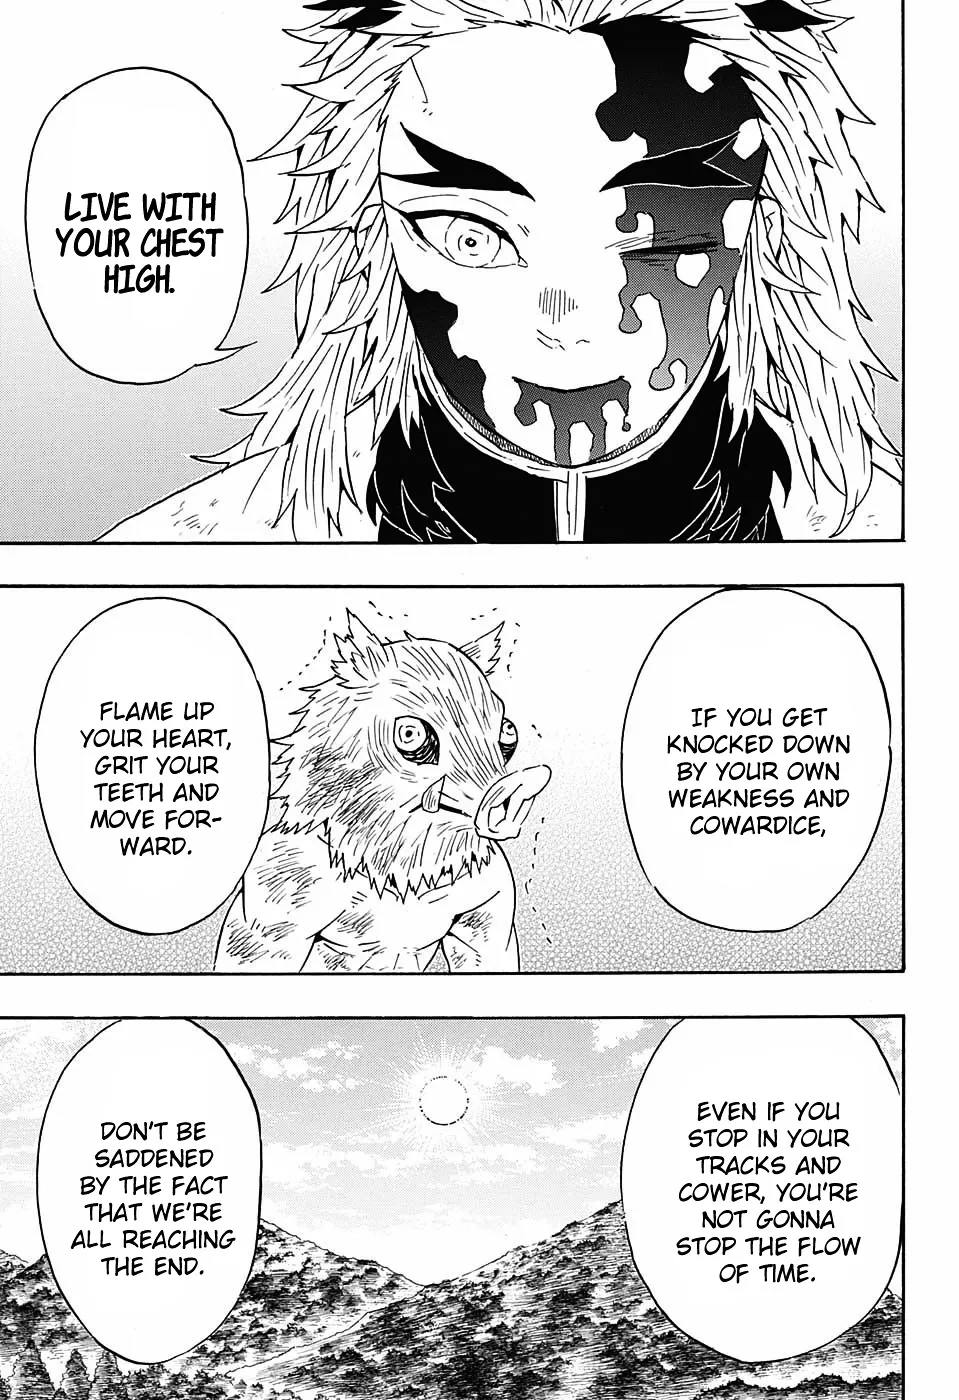 LIVE WITH
YOUR CHEST
HIGH.
IF YOU GET
KNOCKED DOWN
BY YOUR OWN
WEAKNESS AND
COWARDICE,
FLAME UP
YOUR HEART,
GRIT YOUR
TEETH AND
MOVE FOR-
WARD.
EVEN IF YOU
STOP IN YOUR
TRACKS AND
COWER, YOU'RE
NOT GONNA
STOP THE FLOW
OF TIME.
DON'T BE
SADDENED
BY THE FACT
THAT WE'RE
ALL REACHING
THE END.